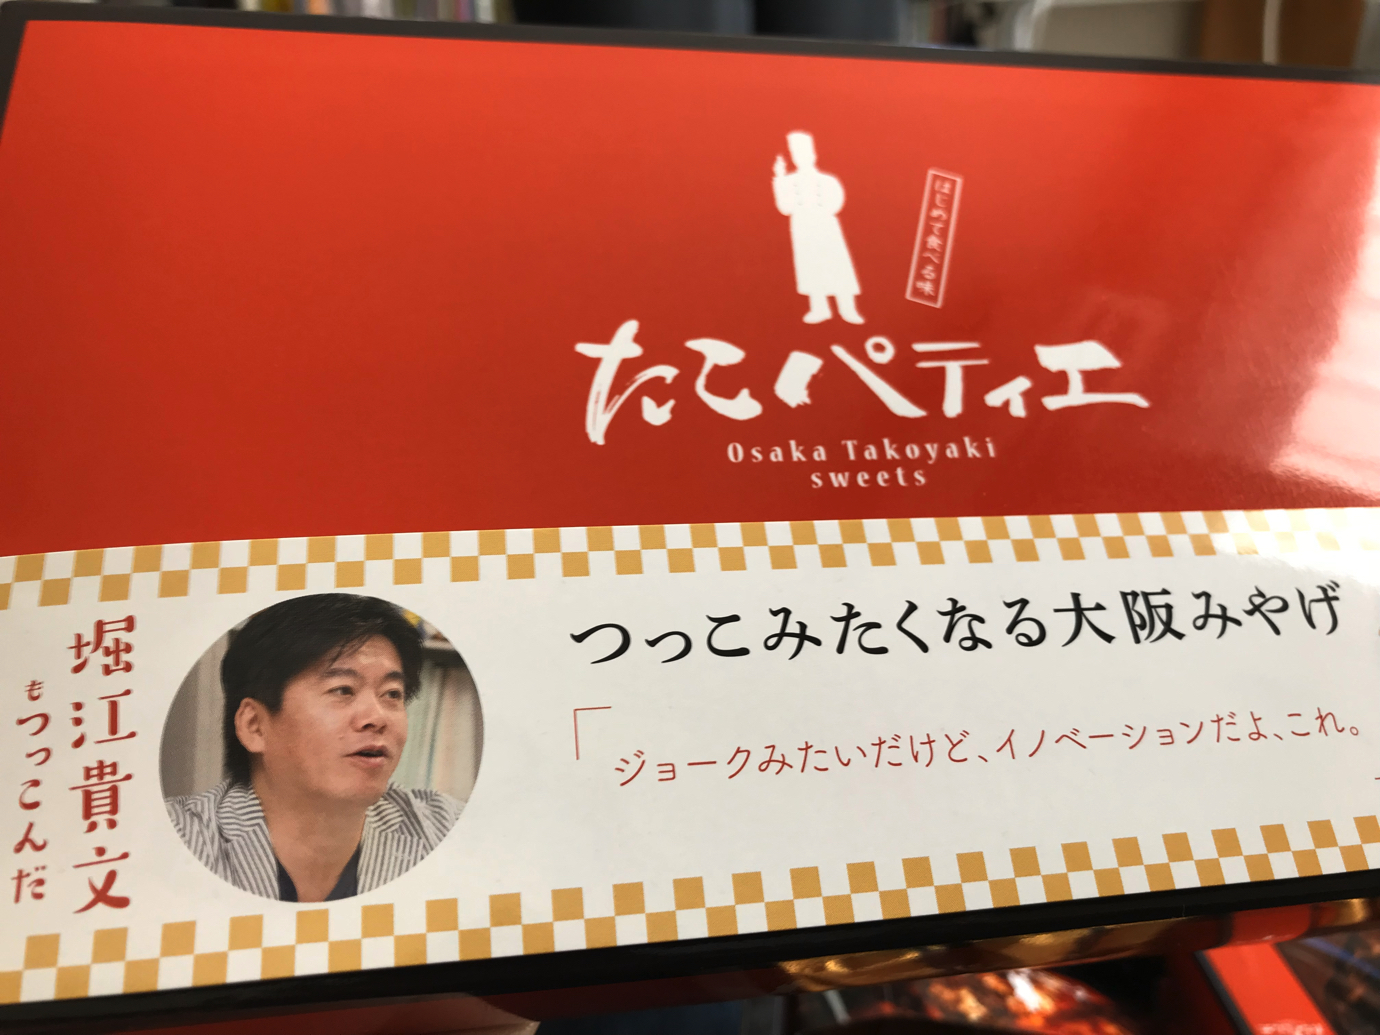 はじめて食べる味
たこパティエ
Osaka Takoyaki
sweets
堀江貴文
もつっこんだ
つっこみたくなる大阪みやげ
「ジョークみたいだけど、イノベーションだよ、これ。